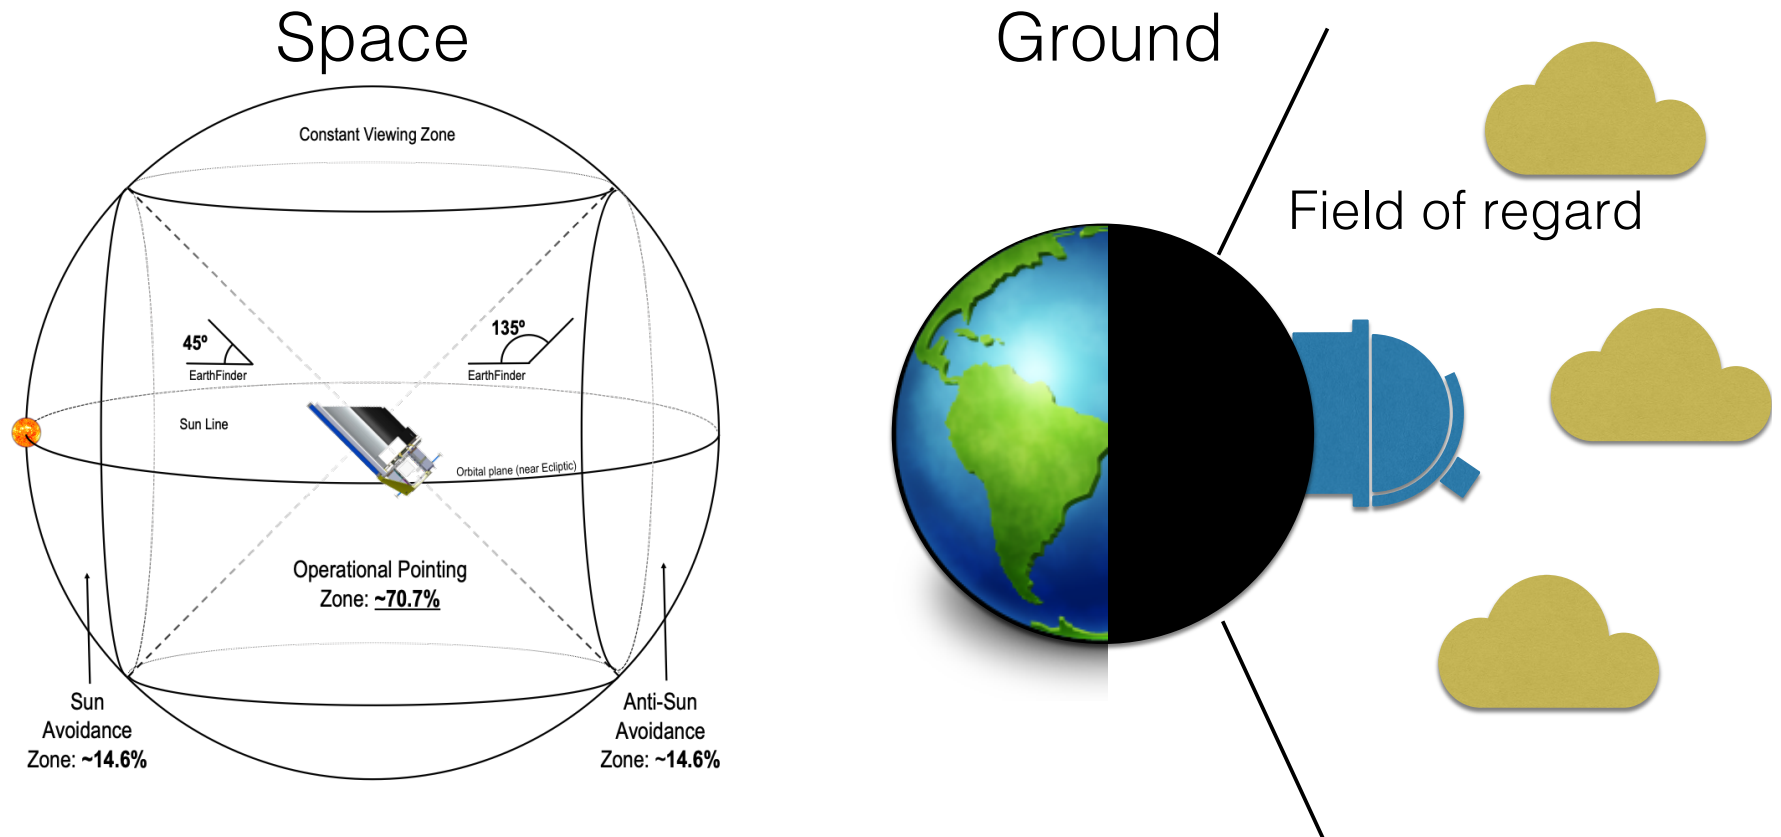 Space
Constant Viewing Zone
45º
EarthFinder
135º
EarthFinder
Sun Line
Orbital plane (near Ecliptic)
Operational Pointing
Zone: ~70.7%
Sun
Avoidance
Zone: ~14.6%
Anti-Sun
Avoidance
Zone: ~14.6%
Ground
Field of regard